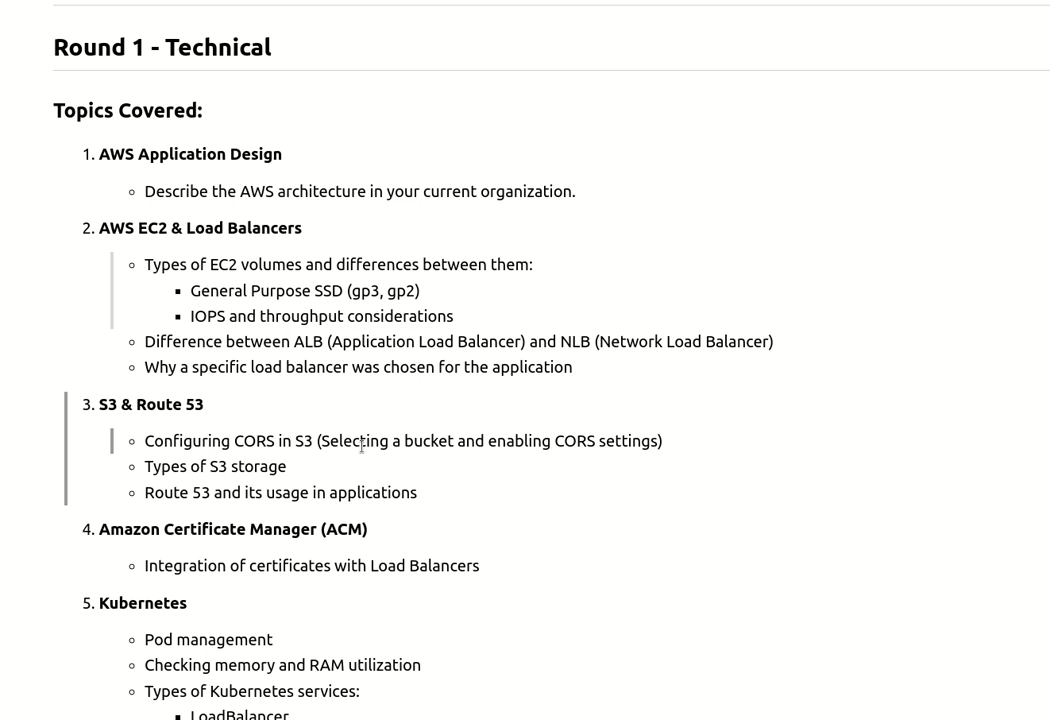 Round 1 - Technical
Topics Covered:
1. AWS Application Design
◦ Describe the AWS architecture in your current organization.
2. AWS EC2 & Load Balancers
◦ Types of EC2 volumes and differences between them:
▪ General Purpose SSD (gp3, gp2)
▪ IOPS and throughput considerations
◦ Difference between ALB (Application Load Balancer) and NLB (Network Load Balancer)
◦ Why a specific load balancer was chosen for the application
3. S3 & Route 53
◦ Configuring CORS in S3 (Selecting a bucket and enabling CORS settings)
◦ Types of S3 storage
◦ Route 53 and its usage in applications
4. Amazon Certificate Manager (ACM)
◦ Integration of certificates with Load Balancers
5. Kubernetes
◦ Pod management
◦ Checking memory and RAM utilization
◦ Types of Kubernetes services:
▪ LoadBalancer